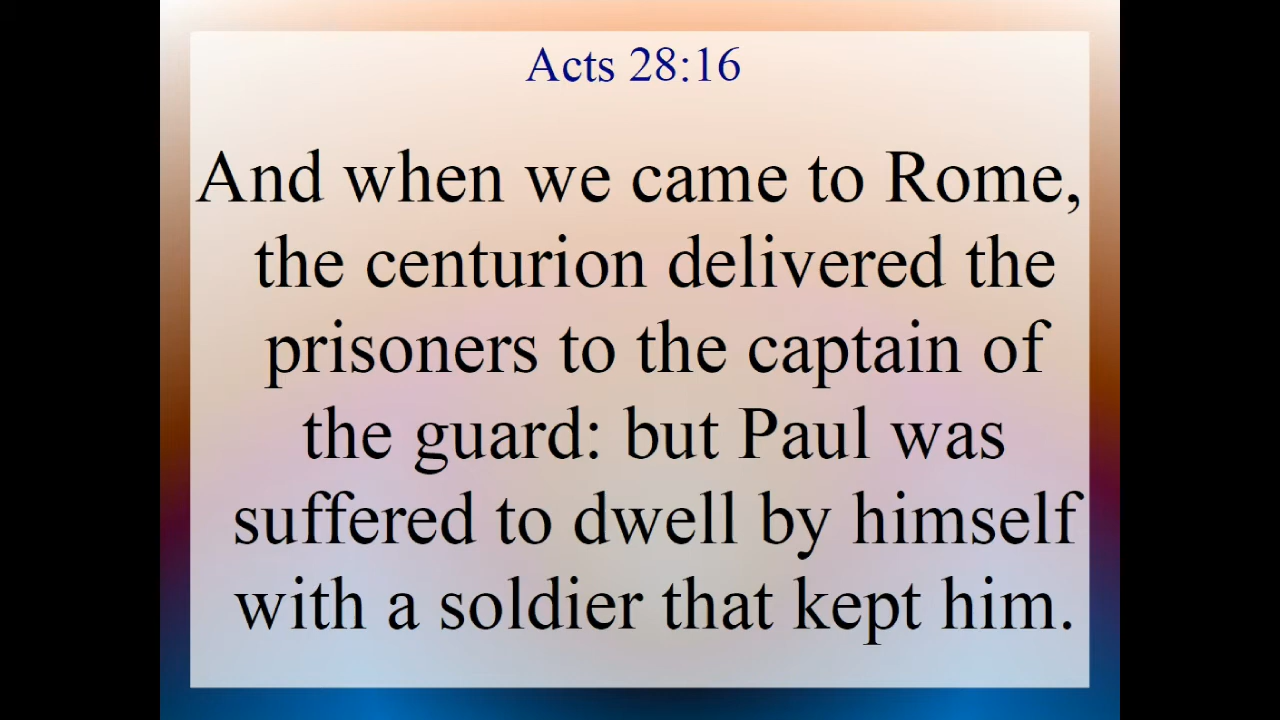 Acts 28:16
And when we came to Rome,
the centurion delivered the
prisoners to the captain of
the guard: but Paul was
suffered to dwell by himself
with a soldier that kept him.